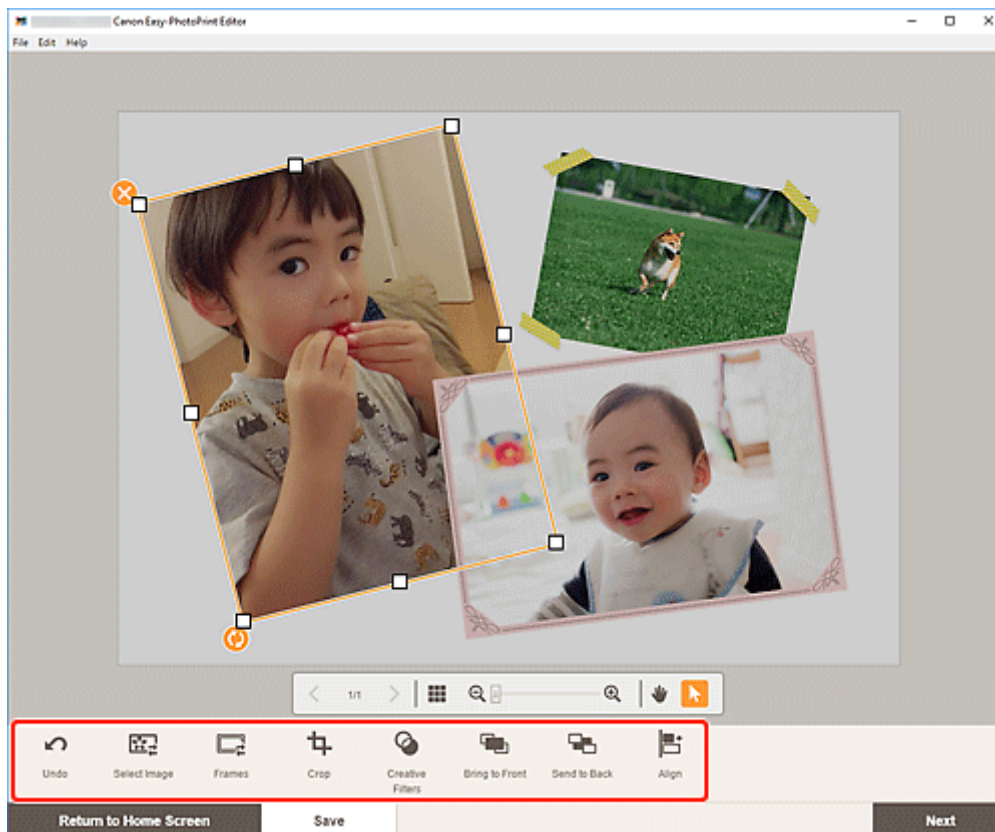 Canon Easy-PhotoPrint Editor
File Edit Help
1/1
Undo
Select Image
Frames
Crop
Creative
Filters
Bring to Front
Send to Back
Align
Return to Home Screen
Save
Next